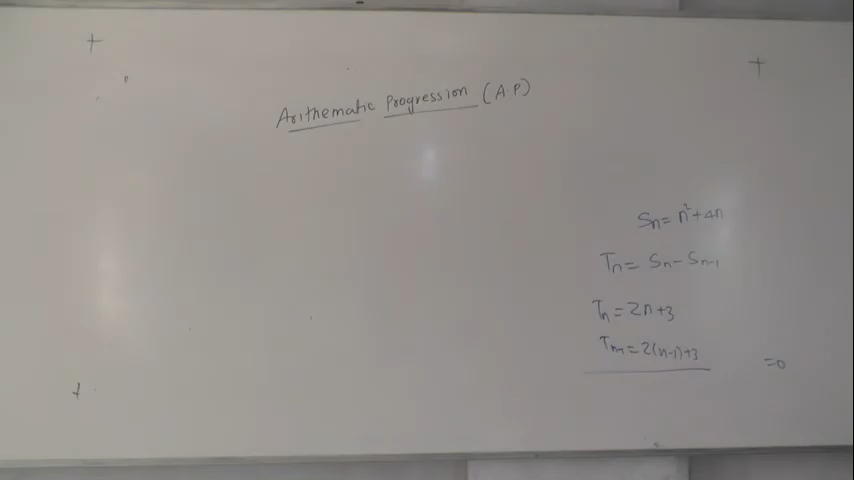 Arithematic Progression (A.P)
Sn = n² + 4n
Tn = Sn - Sn-1
Tn = 2n+3
Tn-1 = 2(n-1)+3
=0